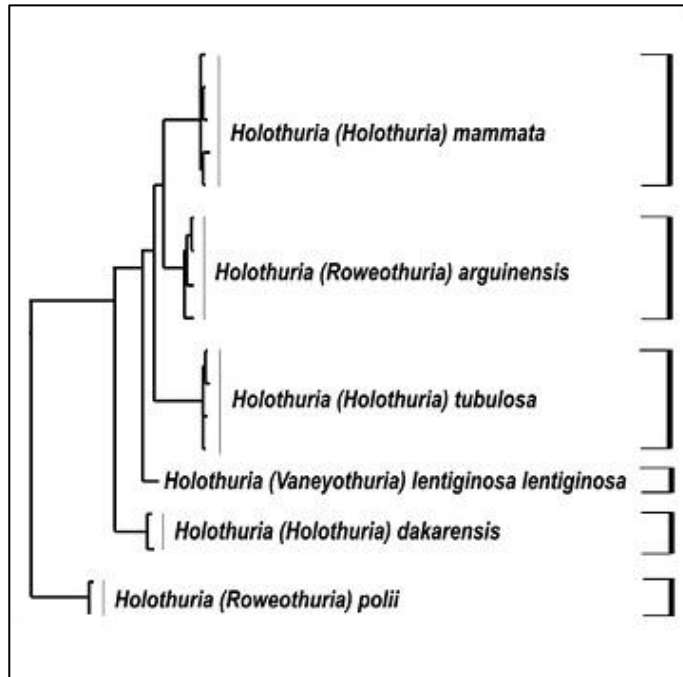 Holothuria (Holothuria) mammata
Holothuria (Roweothuria) arguinensis
Holothuria (Holothuria) tubulosa
Holothuria (Vaneyothuria) lentiginosa lentiginosa
Holothuria (Holothuria) dakarensis
Holothuria (Roweothuria) polii